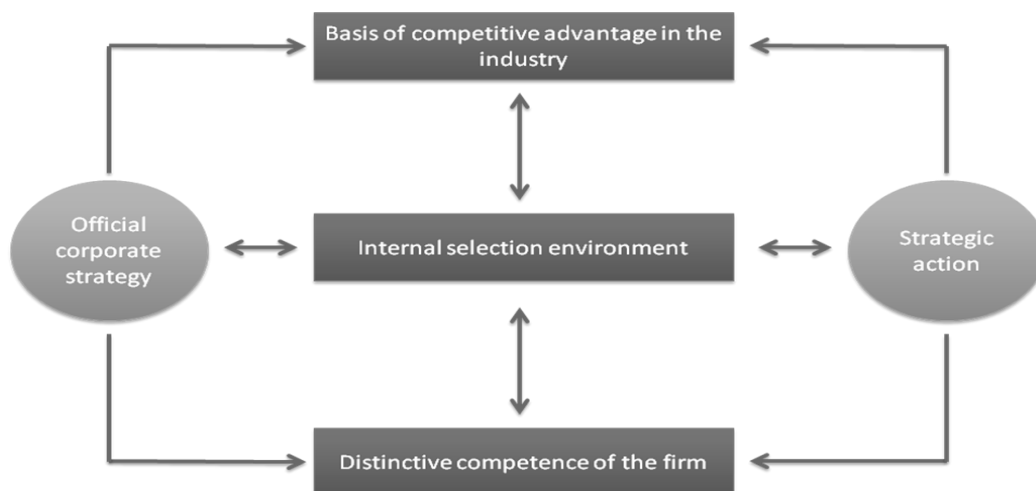 Basis of competitive advantage in the
industry
Official
corporate
strategy
Internal selection environment
Strategic
action
Distinctive competence of the firm